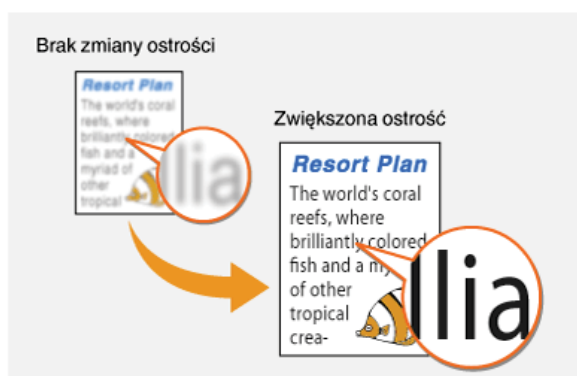 Brak zmiany ostrości
Resort Plan
The world's coral
reefs, where
brilliantly colored
fish and a
myriad of
other
tropical
lia
Zwiększona ostrość
Resort Plan
The world's coral
reefs, where
brilliantly colored
fish and a my
of other
tropical
crea-
llia